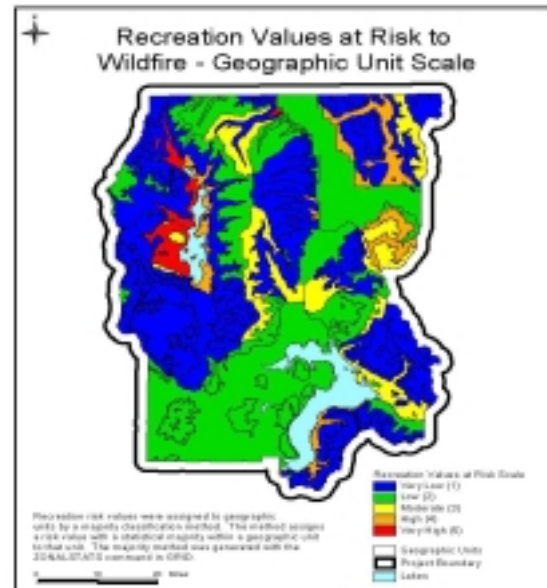 Recreation Values at Risk to
Wildfire - Geographic Unit Scale
Recreation Values at Risk Scale
Very Low (1)
Low (2)
Moderate (3)
High (4)
Very High (5)
Geographic Units
Project Boundary
Lakes
Recreation risk values were assigned to geographic
units by a majority classification method. The method assigns
a risk value with a statistical majority within a geographic unit
to that unit. The majority method was generated with the
ZONALSTATS command in GRID.
0 10 20 Miles